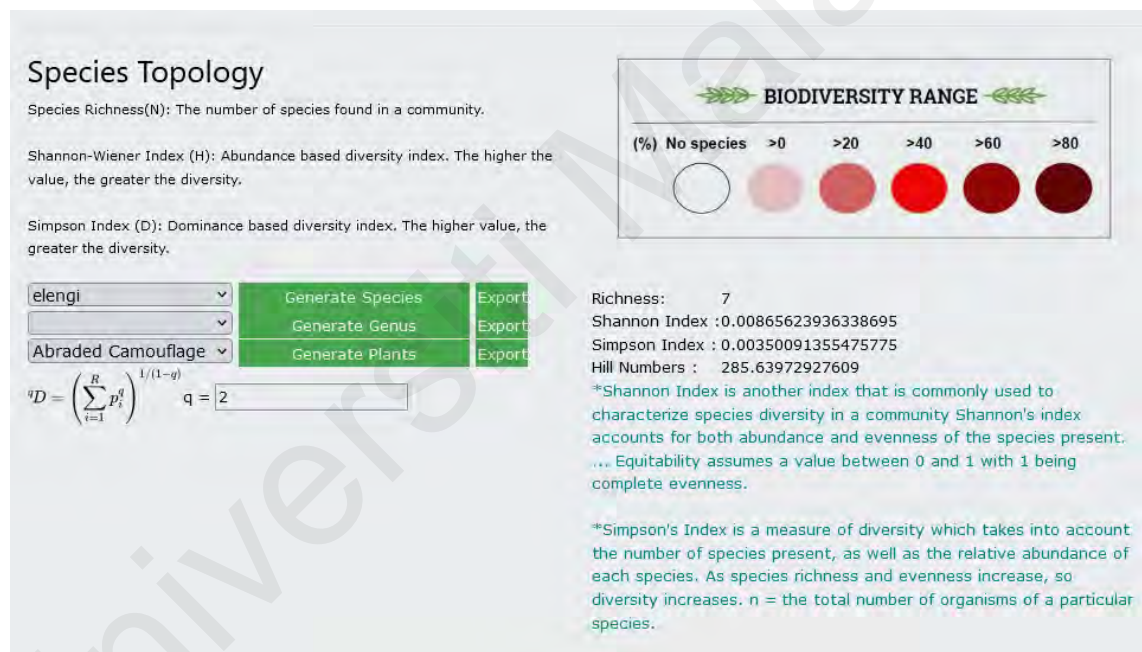 Species Topology
Species Richness(N): The number of species found in a community.
Shannon-Wiener Index (H): Abundance based diversity index. The higher the
value, the greater the diversity.
Simpson Index (D): Dominance based diversity index. The higher value, the
greater the diversity.
elengi
Generate Species
Export
Generate Genus
Export
Abraded Camouflage
Generate Plants
Export
qD = (∑ᵢ₌₁ᴿ pᵢ^q)^1/(1−q) q = 2
BIODIVERSITY RANGE
(%) No species >0 >20 >40 >60 >80
Richness: 7
Shannon Index :0.00865623936338695
Simpson Index : 0.00350091355475775
Hill Numbers : 285.63972927609
*Shannon Index is another index that is commonly used to
characterize species diversity in a community Shannon's index
accounts for both abundance and evenness of the species present.
... Equitability assumes a value between 0 and 1 with 1 being
complete evenness.
*Simpson's Index is a measure of diversity which takes into account
the number of species present, as well as the relative abundance of
each species. As species richness and evenness increase, so
diversity increases. n = the total number of organisms of a particular
species.